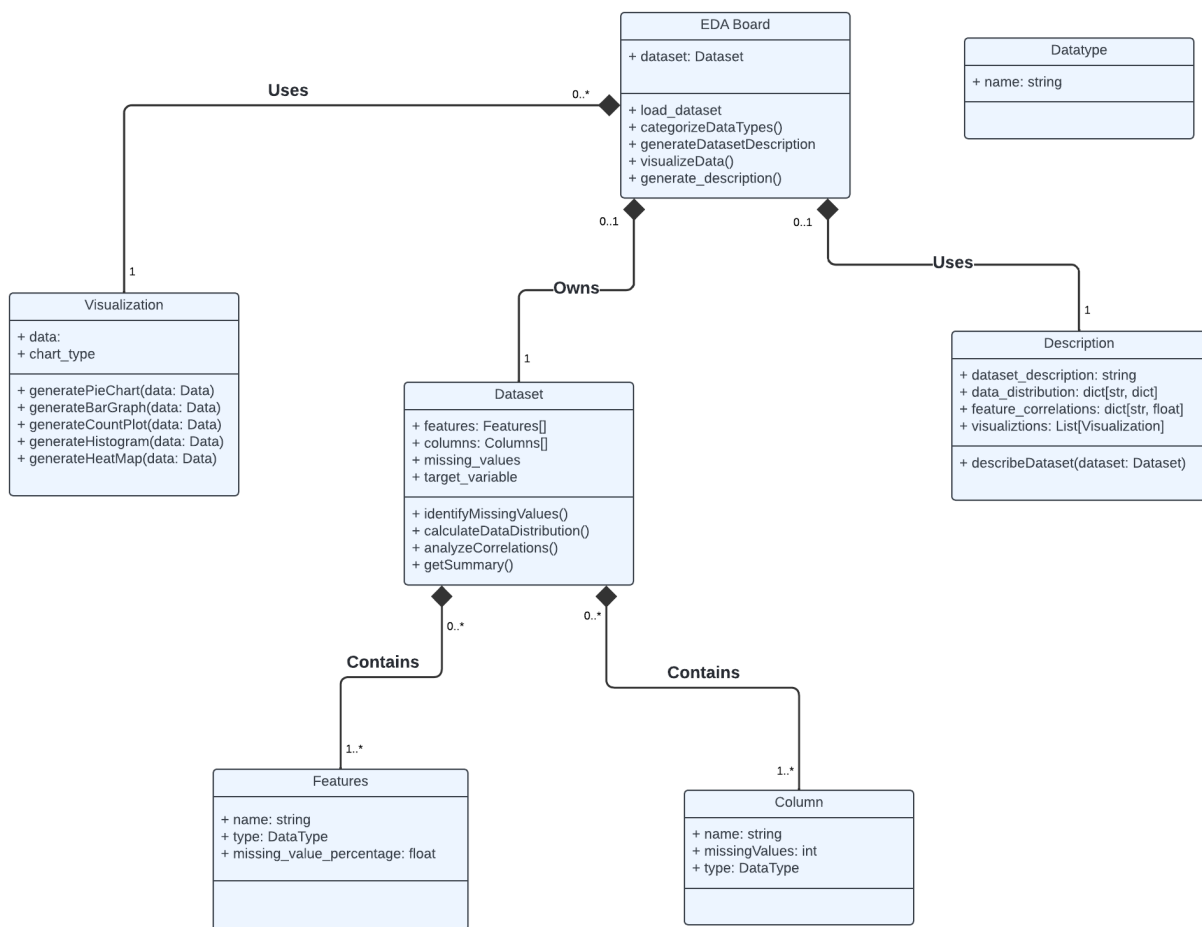 EDA Board
+ dataset: Dataset
+ load_dataset
+ categorizeDataTypes()
+ generateDatasetDescription
+ visualizeData()
+ generate_description()
Datatype
+ name: string
Uses
0..*
1
0..1
Owns
1
0..1
Uses
1
Visualization
+ data:
+ chart_type
+ generatePieChart(data: Data)
+ generateBarGraph(data: Data)
+ generateCountPlot(data: Data)
+ generateHistogram(data: Data)
+ generateHeatMap(data: Data)
Dataset
+ features: Features[]
+ columns: Columns[]
+ missing_values
+ target_variable
+ identifyMissingValues()
+ calculateDataDistribution()
+ analyzeCorrelations()
+ getSummary()
Description
+ dataset_description: string
+ data_distribution: dict[str, dict]
+ feature_correlations: dict[str, float]
+ visualiztions: List[Visualization]
+ describeDataset(dataset: Dataset)
0..*
Contains
1..*
0..*
Contains
1..*
Features
+ name: string
+ type: DataType
+ missing_value_percentage: float
Column
+ name: string
+ missingValues: int
+ type: DataType